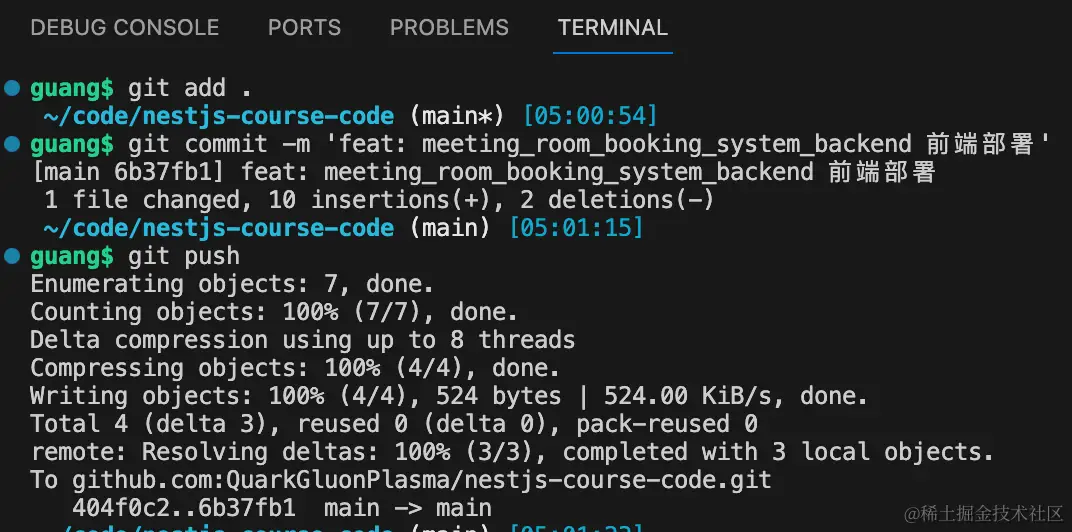 DEBUG CONSOLE PORTS PROBLEMS TERMINAL
guang$ git add .
~/code/nestjs-course-code (main*) [05:00:54]
guang$ git commit -m 'feat: meeting_room_booking_system_backend 前端部署'
[main 6b37fb1] feat: meeting_room_booking_system_backend 前端部署
1 file changed, 10 insertions(+), 2 deletions(-)
~/code/nestjs-course-code (main) [05:01:15]
guang$ git push
Enumerating objects: 7, done.
Counting objects: 100% (7/7), done.
Delta compression using up to 8 threads
Compressing objects: 100% (4/4), done.
Writing objects: 100% (4/4), 524 bytes | 524.00 KiB/s, done.
Total 4 (delta 3), reused 0 (delta 0), pack-reused 0
remote: Resolving deltas: 100% (3/3), completed with 3 local objects.
To github.com:QuarkGluonPlasma/nestjs-course-code.git
404f0c2..6b37fb1 main -> main
@稀土掘金技术社区